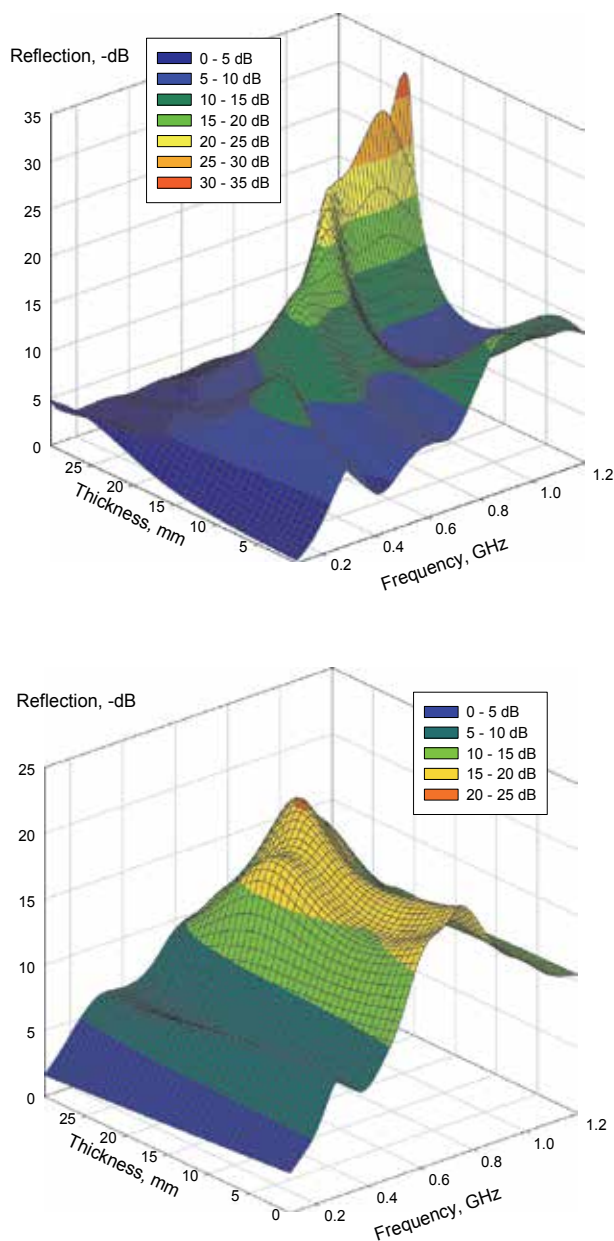 Reflection, -dB
0 - 5 dB
5 - 10 dB
10 - 15 dB
15 - 20 dB
20 - 25 dB
25 - 30 dB
30 - 35 dB
35
30
25
20
15
10
5
0
25
20
15
10
5
Thickness, mm
0.2
0.4
0.6
0.8
1.0
1.2
Frequency, GHz
Reflection, -dB
0 - 5 dB
5 - 10 dB
10 - 15 dB
15 - 20 dB
20 - 25 dB
25
20
15
10
5
0
25
20
15
10
5
0
Thickness, mm
0.2
0.4
0.6
0.8
1.0
1.2
Frequency, GHz